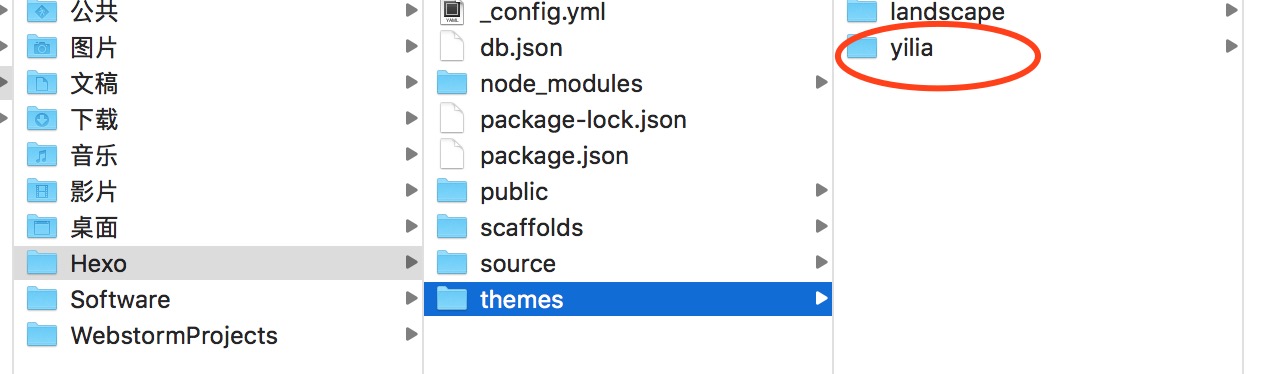 公共
图片
文稿
下载
音乐
影片
桌面
Hexo
Software
WebstormProjects
_config.yml
YAML
db.json
node_modules
package-lock.json
package.json
public
scaffolds
source
themes
landscape
yilia